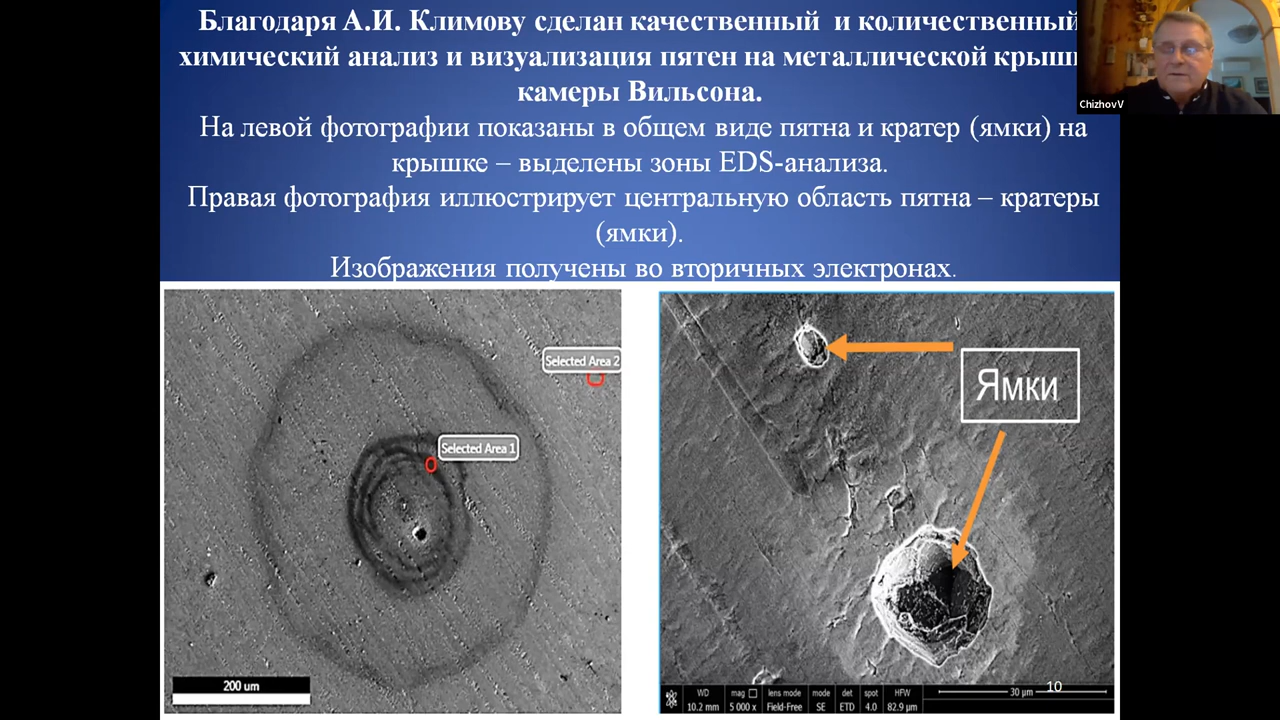 Благодаря А.И. Климову сделан качественный и количественный
химический анализ и визуализация пятен на металлической
камеры Вильсона.
На левой фотографии показаны в общем виде пятна и кратер (ямки) на
крышке – выделены зоны EDS-анализа.
Правая фотография иллюстрирует центральную область пятна – кратеры
(ямки).
Изображения получены во вторичных электронах.
ChizhovV
Selected Area 2
Selected Area 1
200 um
Ямки
WD mag lens mode mode det spot HFW
10.2 mm 5 000 x Field-Free SE ETD 4.0 82.9 µm
30 µm
10